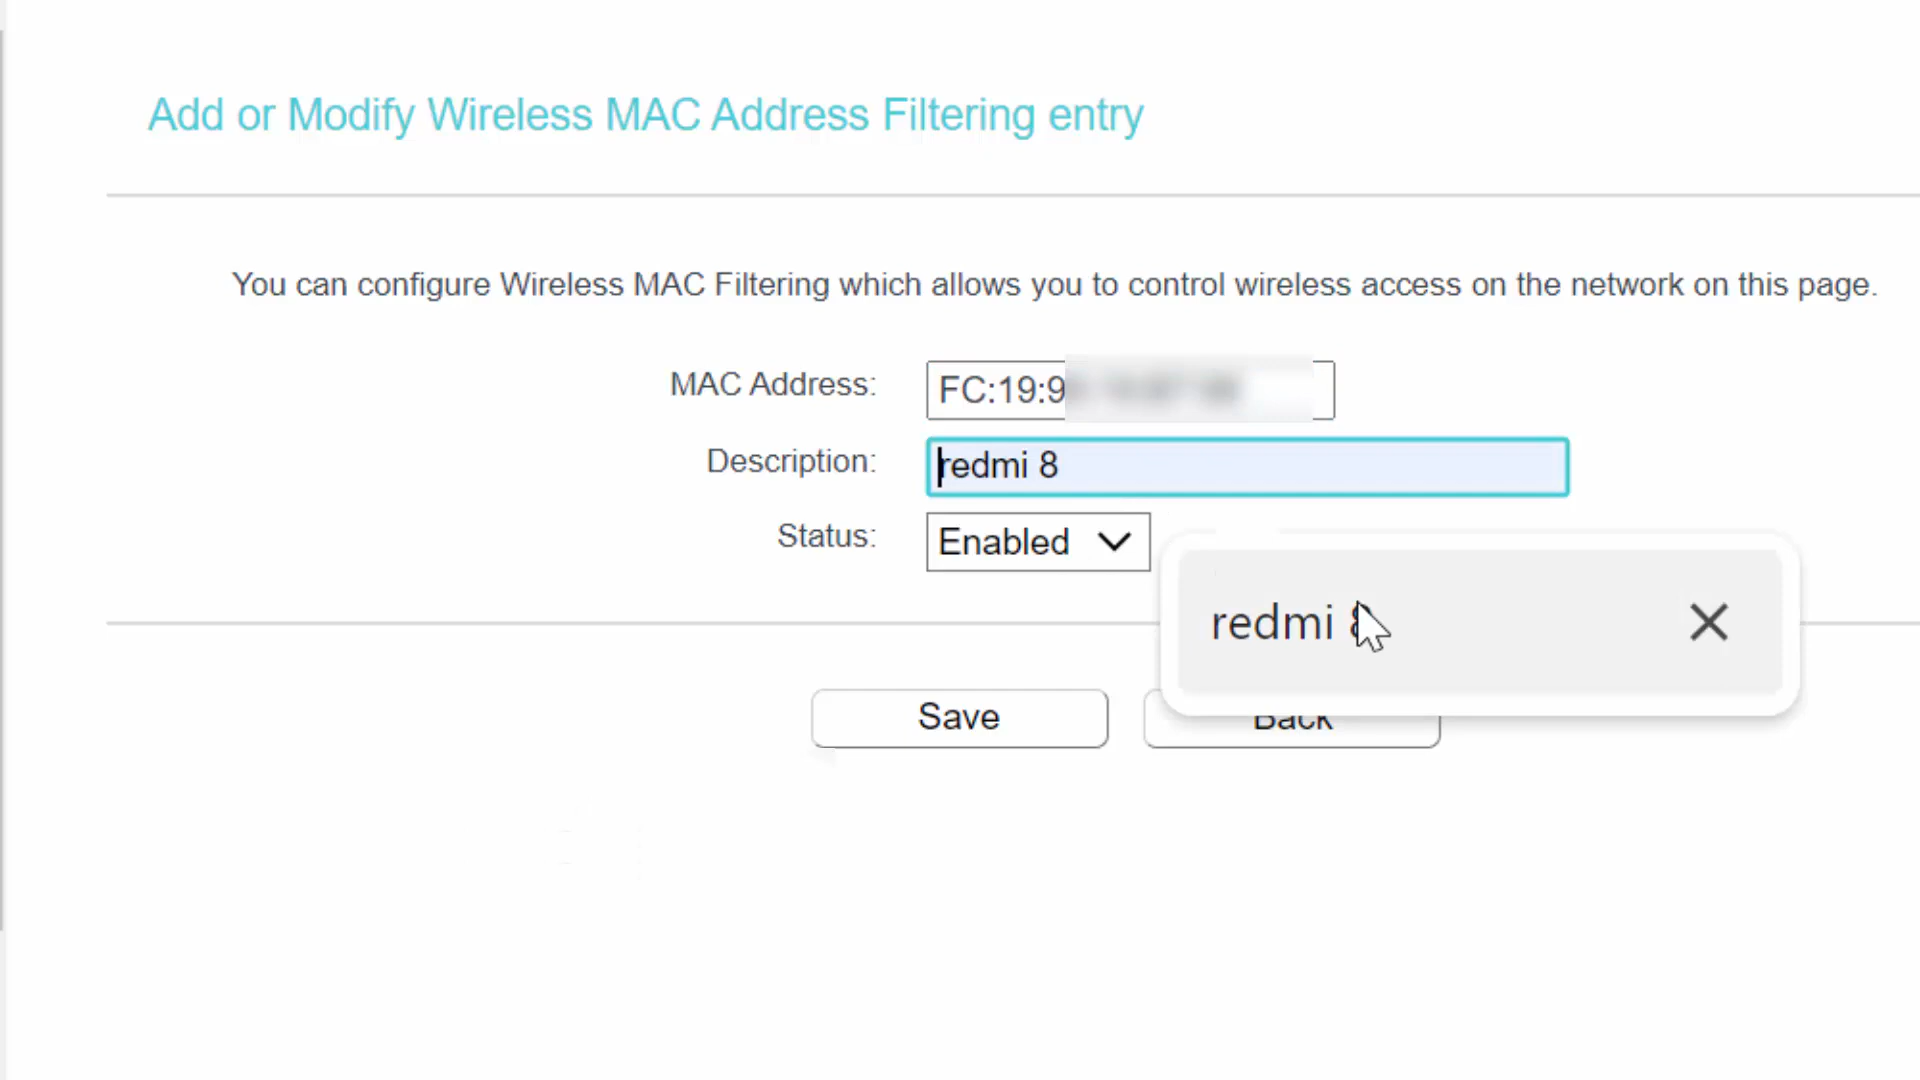 Add or Modify Wireless MAC Address Filtering entry
You can configure Wireless MAC Filtering which allows you to control wireless access on the network on this page.
MAC Address: FC:19:9
Description: redmi 8
Status: Enabled
redmi 8
Save Back